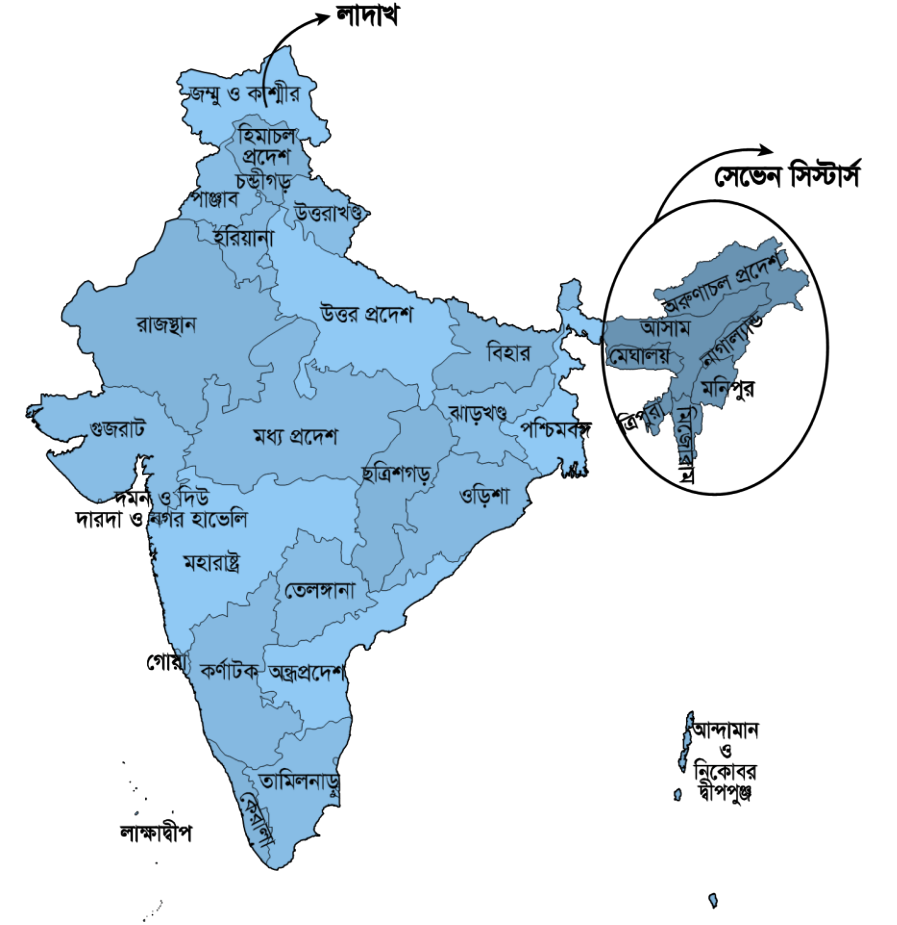 লাদাখ
জম্মু ও কাশ্মীর
হিমাচল
প্রদেশ
চন্ডীগড়
পাঞ্জাব
উত্তরাখণ্ড
হরিয়ানা
সেভেন সিস্টার্স
অরুণাচল প্রদেশ
রাজস্থান
উত্তর প্রদেশ
আসাম
নাগাল্যান্ড
বিহার
মেঘালয়
মনিপুর
গুজরাট
মধ্য প্রদেশ
ঝাড়খণ্ড
পশ্চিমবঙ্গ
ত্রিপুরা
মিজোরাম
ছত্রিশগড়
ওড়িশা
দমন ও দিউ
দারদা ও নগর হাভেলি
মহারাষ্ট্র
তেলঙ্গানা
গোয়া
কর্ণাটক
অন্ধ্রপ্রদেশ
আন্দামান
ও
নিকোবর
দ্বীপপুঞ্জ
তামিলনাড়ু
কেরালা
লাক্ষাদ্বীপ